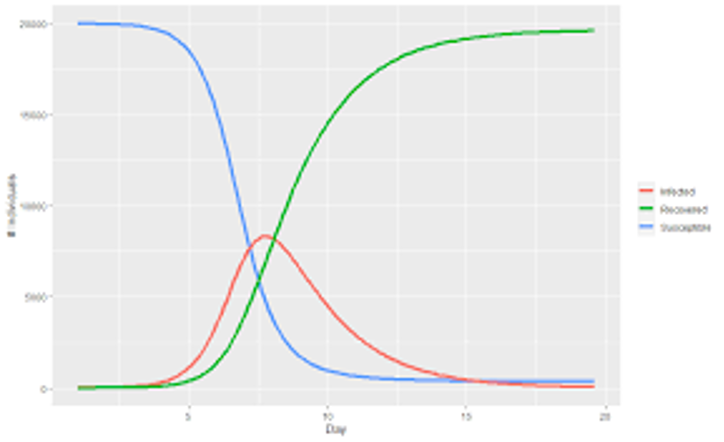 20000
15000
10000
5000
0
# Individuals
5
10
15
20
Day
Infected
Recovered
Susceptible